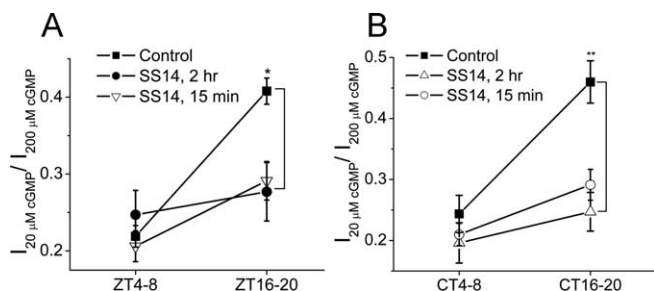 A
Control
SS14, 2 hr
SS14, 15 min
*
0.4
0.3
0.2
I20 μM cGMP/ I200 μM cGMP
ZT4-8
ZT16-20
B
Control
SS14, 2 hr
SS14, 15 min
**
0.5
0.4
0.3
0.2
I20 μM cGMP/ I200 μM cGMP
CT4-8
CT16-20